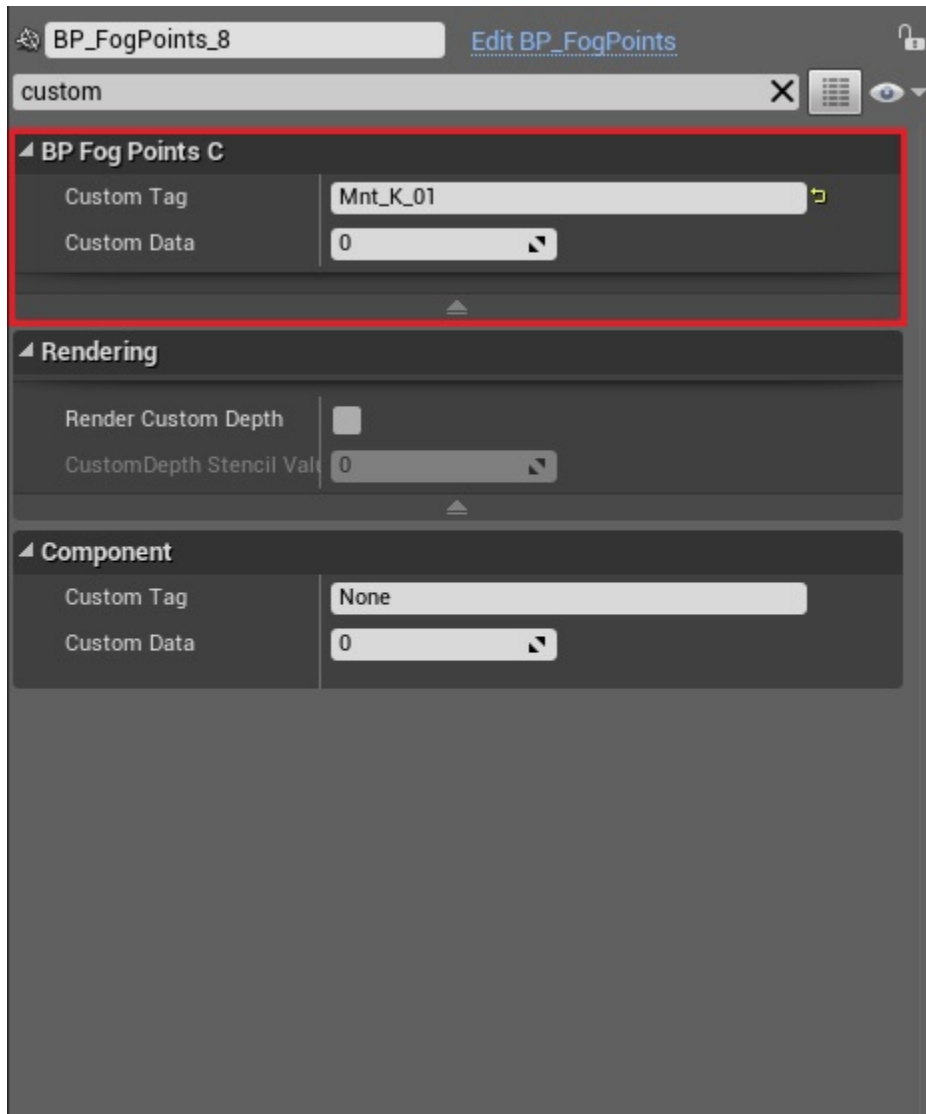 BP_FogPoints_8 Edit BP_FogPoints
custom
BP Fog Points C
Custom Tag Mnt_K_01
Custom Data 0
Rendering
Render Custom Depth
CustomDepth Stencil Valu 0
Component
Custom Tag None
Custom Data 0